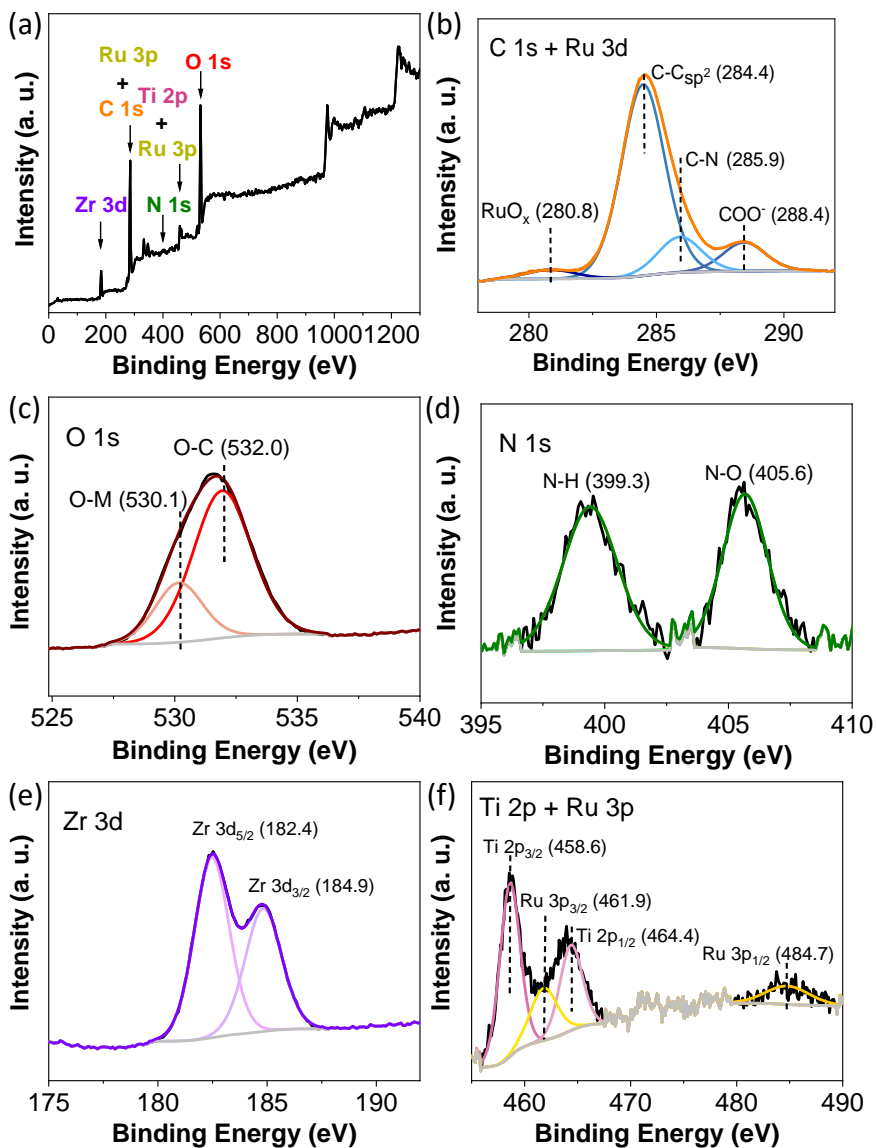 (a)
Ru 3p
+
C 1s
Ti 2p
+
Ru 3p
O 1s
Zr 3d
N 1s
Intensity (a. u.)
0 200 400 600 800 1000 1200
Binding Energy (eV)
(b)
C 1s + Ru 3d
C-Csp² (284.4)
C-N (285.9)
RuOₓ (280.8)
COO⁻ (288.4)
Intensity (a. u.)
280 285 290
Binding Energy (eV)
(c)
O 1s
O-C (532.0)
O-M (530.1)
Intensity (a. u.)
525 530 535 540
Binding Energy (eV)
(d)
N 1s
N-H (399.3)
N-O (405.6)
Intensity (a. u.)
395 400 405 410
Binding Energy (eV)
(e)
Zr 3d
Zr 3d5/2 (182.4)
Zr 3d3/2 (184.9)
Intensity (a. u.)
175 180 185 190
Binding Energy (eV)
(f)
Ti 2p + Ru 3p
Ti 2p3/2 (458.6)
Ru 3p3/2 (461.9)
Ti 2p1/2 (464.4)
Ru 3p1/2 (484.7)
Intensity (a. u.)
460 470 480 490
Binding Energy (eV)